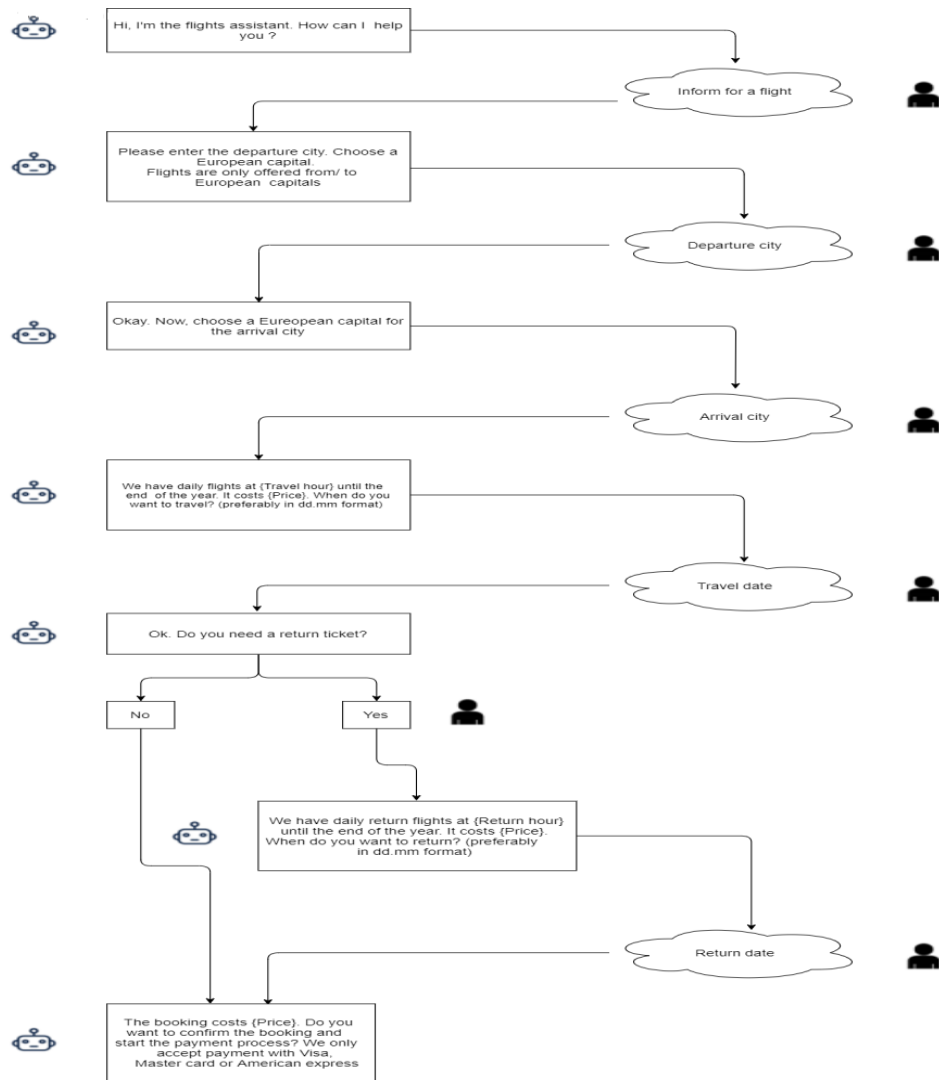 Hi, I'm the flights assistant. How can I help
you ?
Inform for a flight
Please enter the departure city. Choose a
European capital.
Flights are only offered from/ to
European capitals
Departure city
Okay. Now, choose a Eureopean capital for
the arrival city
Arrival city
We have daily flights at {Travel hour} until the
end of the year. It costs {Price}. When do you
want to travel? (preferably in dd.mm format)
Travel date
Ok. Do you need a return ticket?
No
Yes
We have daily return flights at {Return hour}
until the end of the year. It costs {Price}.
When do you want to return? (preferably
in dd.mm format)
Return date
The booking costs {Price}. Do you
want to confirm the booking and
start the payment process? We only
accept payment with Visa,
Master card or American express